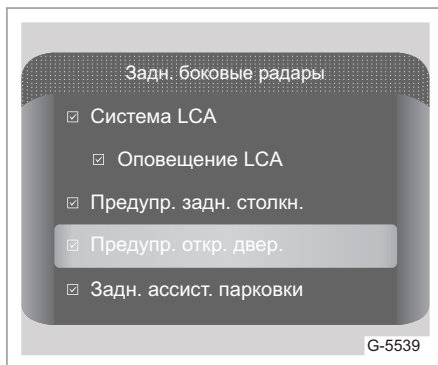 Задн. боковые радары
Система LCA
Оповещение LCA
Предупр. задн. столкн.
Предупр. откр. двер.
Задн. ассист. парковки
G-5539